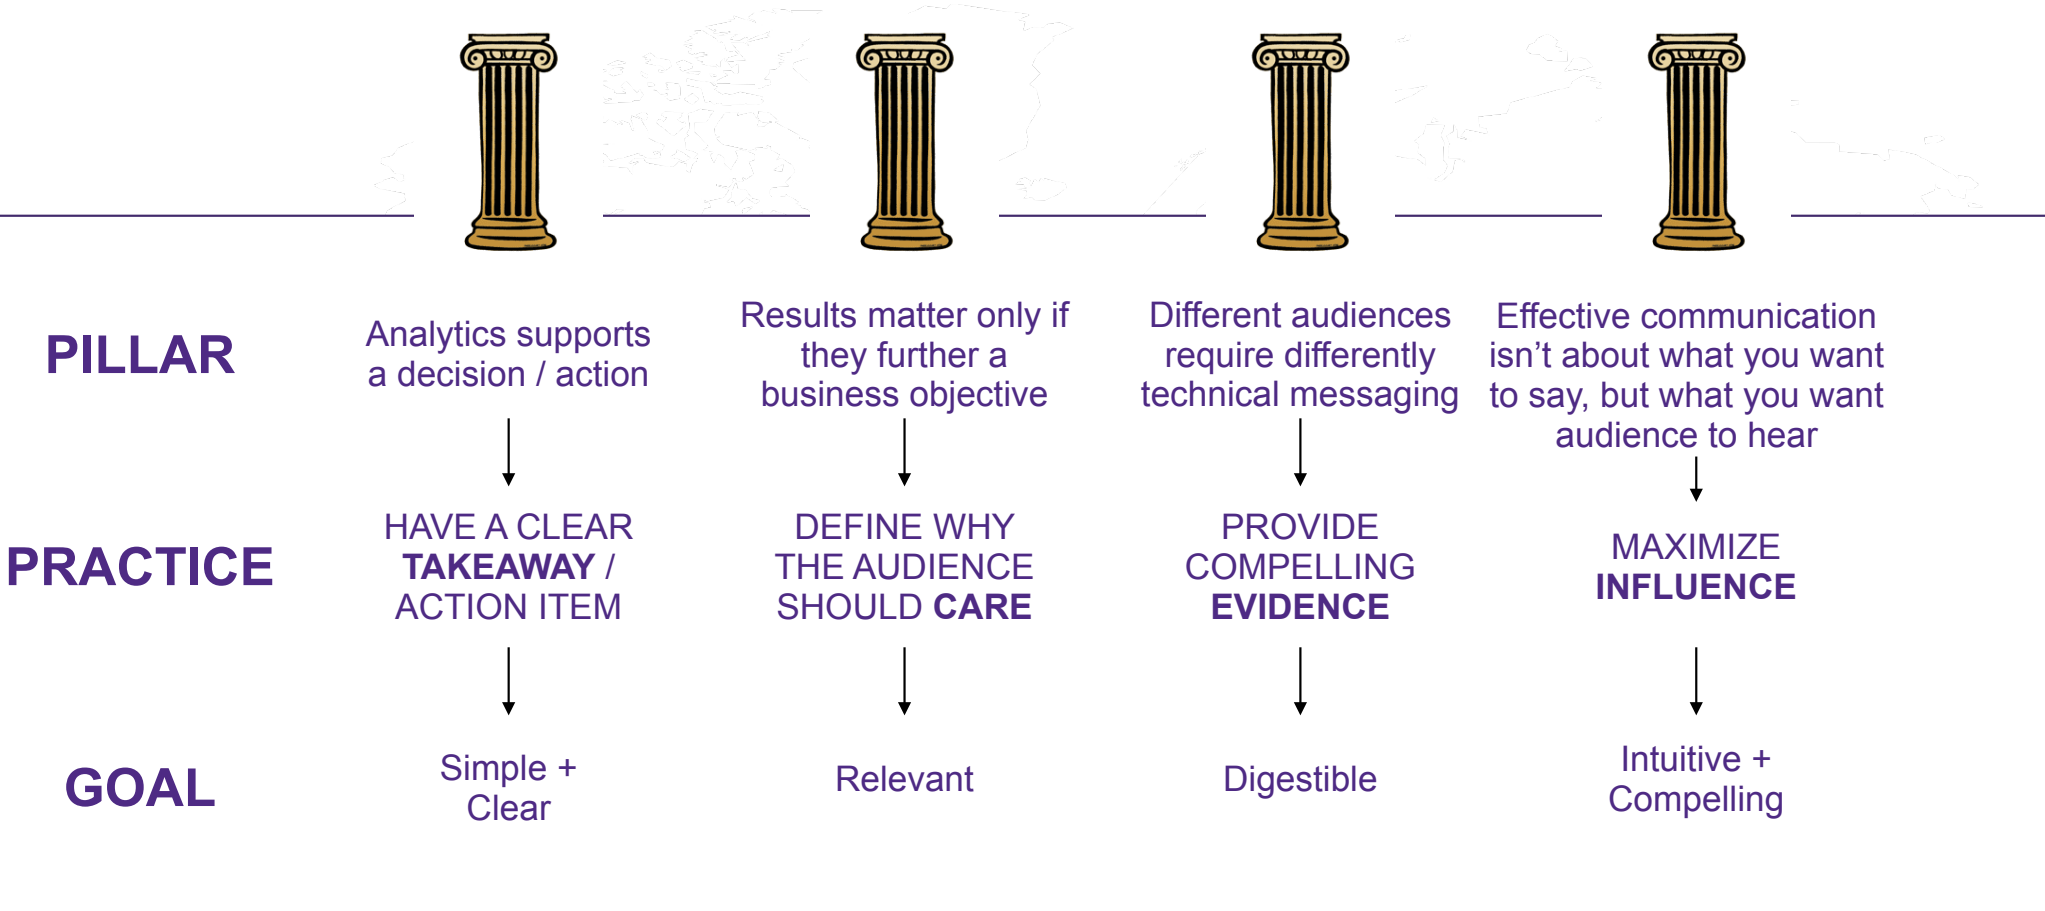 PILLAR
Analytics supports
a decision / action
Results matter only if
they further a
business objective
Different audiences
require differently
technical messaging
Effective communication
isn’t about what you want
to say, but what you want
audience to hear
PRACTICE
HAVE A CLEAR
TAKEAWAY /
ACTION ITEM
DEFINE WHY
THE AUDIENCE
SHOULD CARE
PROVIDE
COMPELLING
EVIDENCE
MAXIMIZE
INFLUENCE
GOAL
Simple +
Clear
Relevant
Digestible
Intuitive +
Compelling